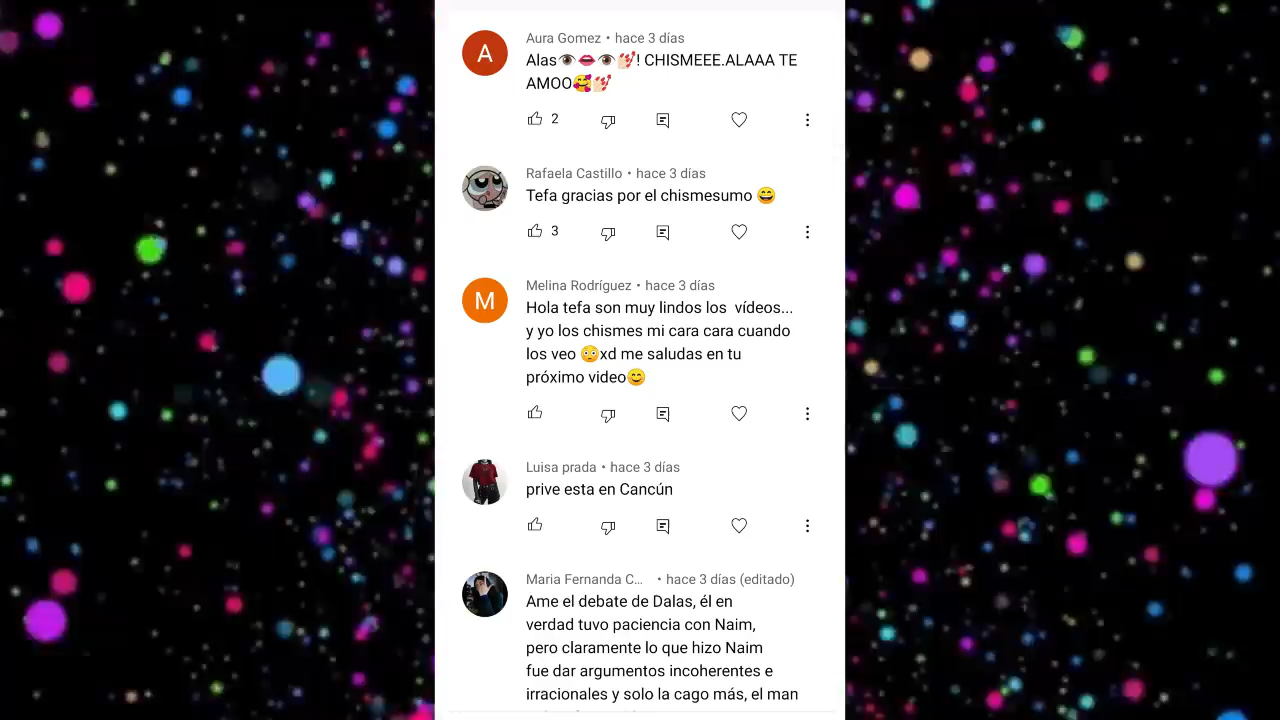 A
Aura Gomez • hace 3 días
Alas👁️👄👁️💅🏻! CHISMEEE.ALAAA TE
AMOO🥰💅🏻
2
Rafaela Castillo • hace 3 días
Tefa gracias por el chismesumo 😄
3
M
Melina Rodríguez • hace 3 días
Hola tefa son muy lindos los  vídeos...
y yo los chismes mi cara cara cuando
los veo 😳xd me saludas en tu
próximo video😊
Luisa prada • hace 3 días
prive esta en Cancún
Maria Fernanda C... • hace 3 días (editado)
Ame el debate de Dalas, él en
verdad tuvo paciencia con Naim,
pero claramente lo que hizo Naim
fue dar argumentos incoherentes e
irracionales y solo la cago más, el man